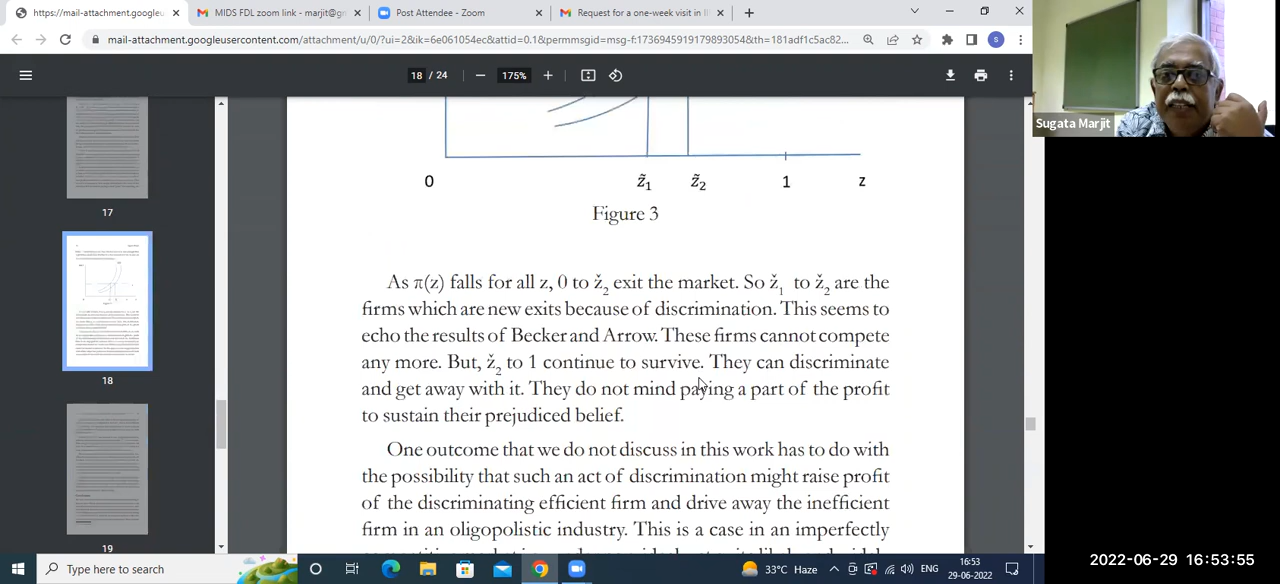 https://mail-attachment.googleu
MIDS FDL zoom link - marjit@gm
Post Attendee - Zoom
Request for a one-week visit in I
mail-attachment.googleusercontent.com/attachment/u/0/?ui=2&ik=6e061054ec&attid=0.1&permmsgid=msg-f:1736945919179893054&th=181adf1c5ac82...
S
18 / 24
175%
Sugata Marjit
17
18
19
0
z̃1
z̃2
1
z
Figure 3
As π(z) falls for all z, 0 to ž2 exit the market. So ž1 to ž2 are the
firms which are new exits because of discrimination. This seems to
echo the results of Becker and Arrow. These firms cannot compete
any more. But, ž2 to 1 continue to survive. They can discriminate
and get away with it. They do not mind paying a part of the profit
to sustain their prejudiced belief.
One outcome that we do not discuss in this work has to do with
the possibility that such an act of discrimination might raise profit
of the discriminating efficient firm and drive away the inefficient
firm in an oligopolistic industry. This is a case in an imperfectly
Type here to search
33°C Haze
ENG
16:53
29-06-2022
2022-06-29 16:53:55